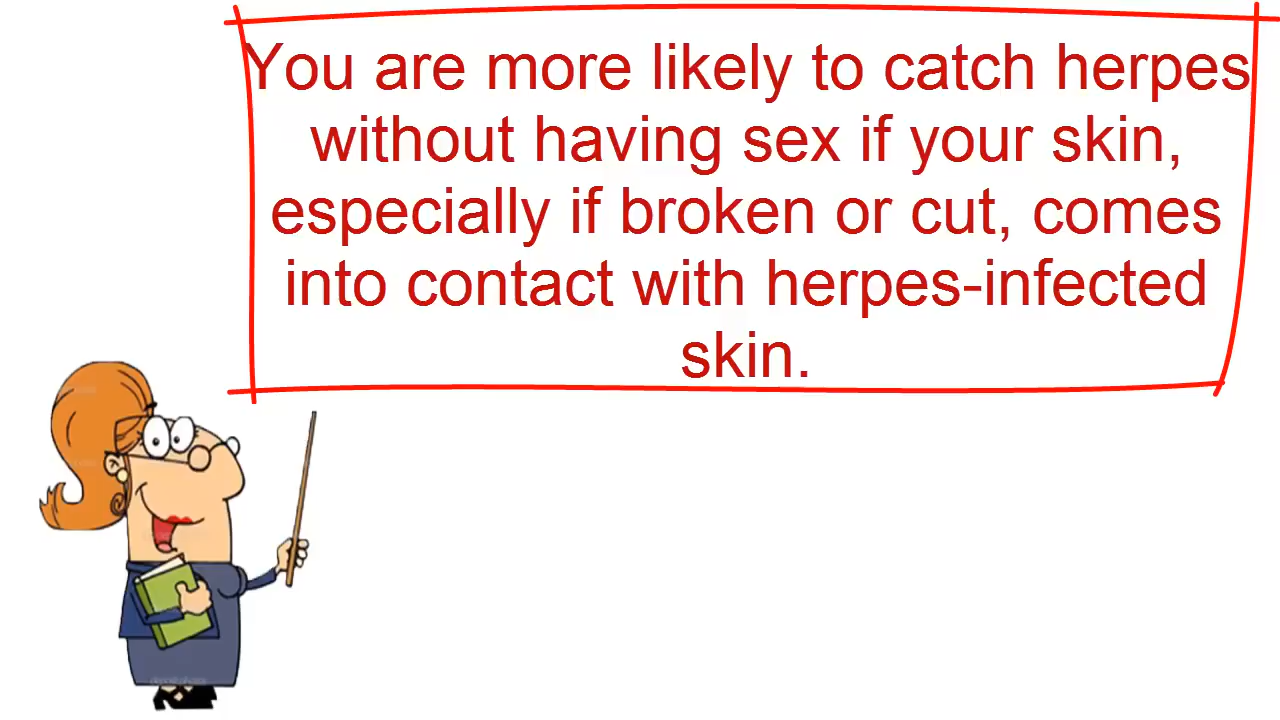 You are more likely to catch herpes
without having sex if your skin,
especially if broken or cut, comes
into contact with herpes-infected
skin.